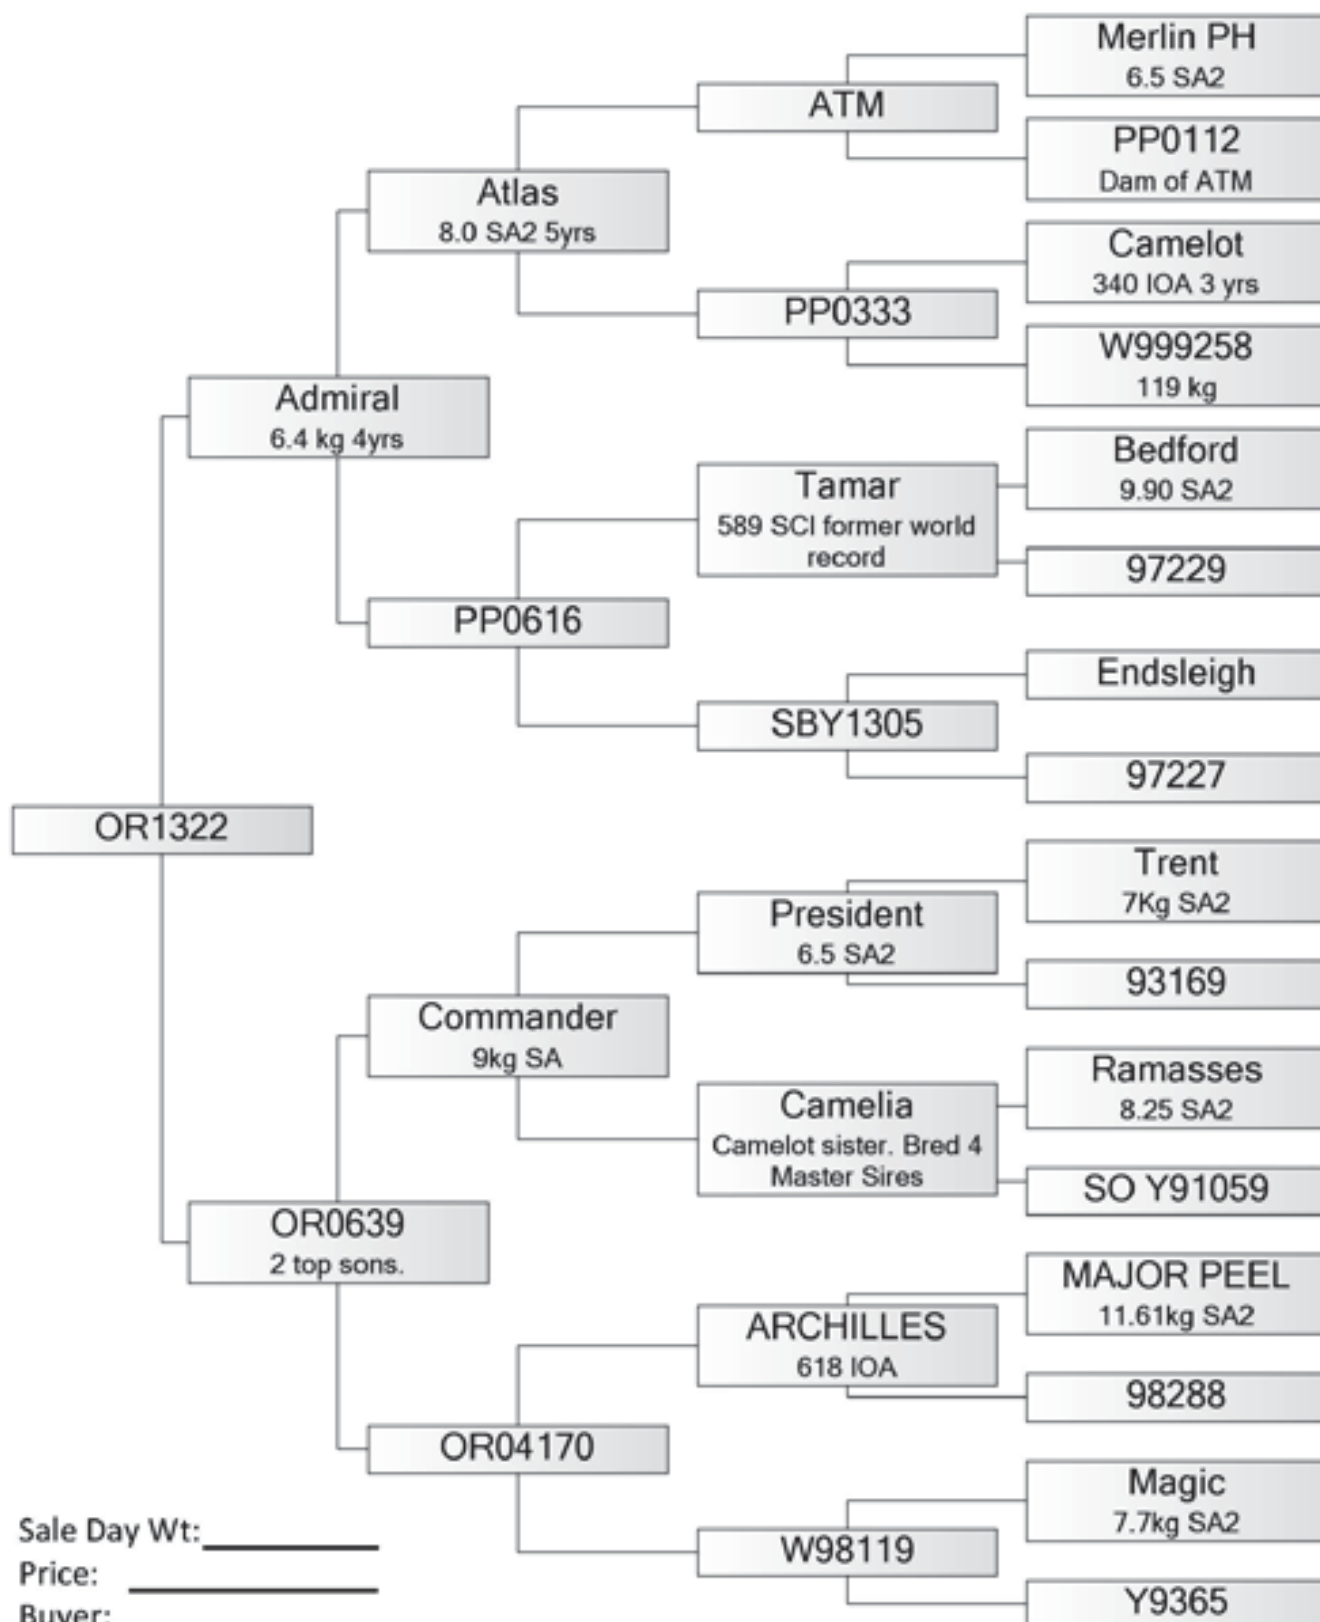 Merlin PH
6.5 SA2
ATM
PP0112
Dam of ATM
Atlas
8.0 SA2 5yrs
Camelot
340 IOA 3 yrs
PP0333
W999258
119 kg
Admiral
6.4 kg 4yrs
Bedford
9.90 SA2
Tamar
589 SCI former world
record
97229
PP0616
Endsleigh
SBY1305
97227
OR1322
Trent
7Kg SA2
President
6.5 SA2
93169
Commander
9kg SA
Ramasses
8.25 SA2
Camelia
Camelot sister. Bred 4
Master Sires
SO Y91059
OR0639
2 top sons.
MAJOR PEEL
11.61kg SA2
ARCHILLES
618 IOA
98288
OR04170
Magic
7.7kg SA2
W98119
Y9365
Sale Day Wt:
Price:
Buyer: